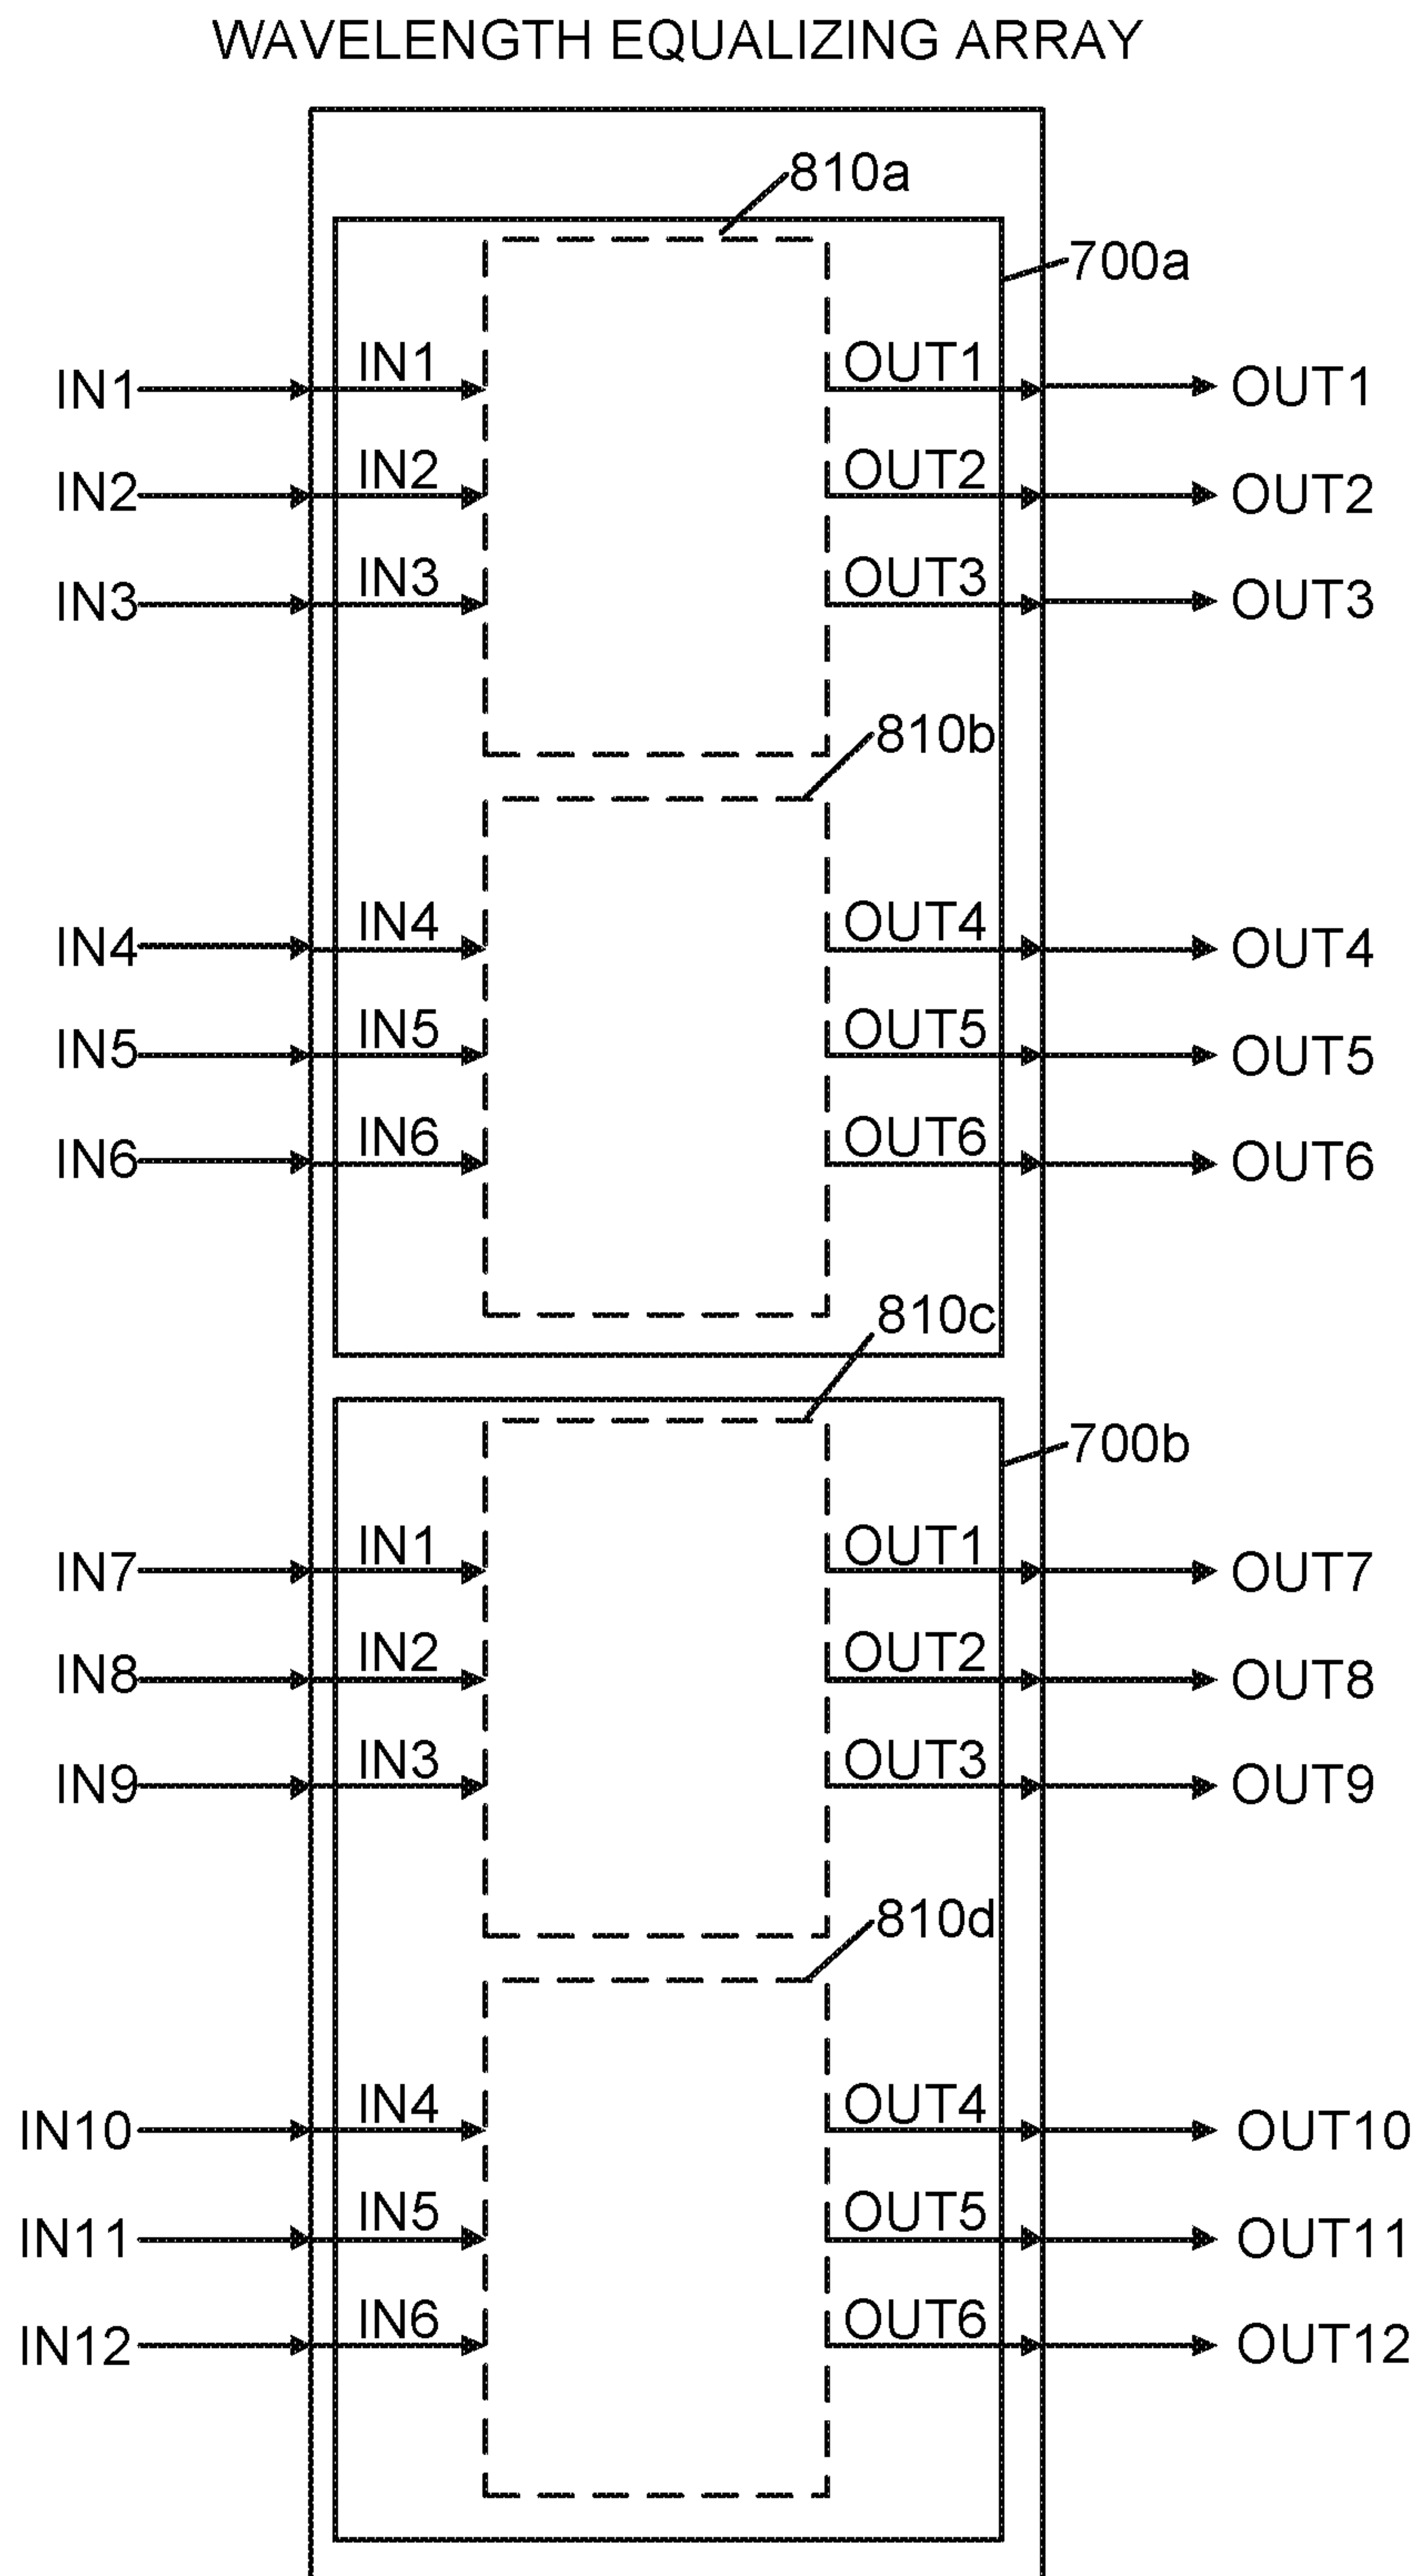 WAVELENGTH EQUALIZING ARRAY
810a
700a
IN1 IN1 OUT1 OUT1
IN2 IN2 OUT2 OUT2
IN3 IN3 OUT3 OUT3
810b
IN4 IN4 OUT4 OUT4
IN5 IN5 OUT5 OUT5
IN6 IN6 OUT6 OUT6
810c
700b
IN7 IN1 OUT1 OUT7
IN8 IN2 OUT2 OUT8
IN9 IN3 OUT3 OUT9
810d
IN10 IN4 OUT4 OUT10
IN11 IN5 OUT5 OUT11
IN12 IN6 OUT6 OUT12